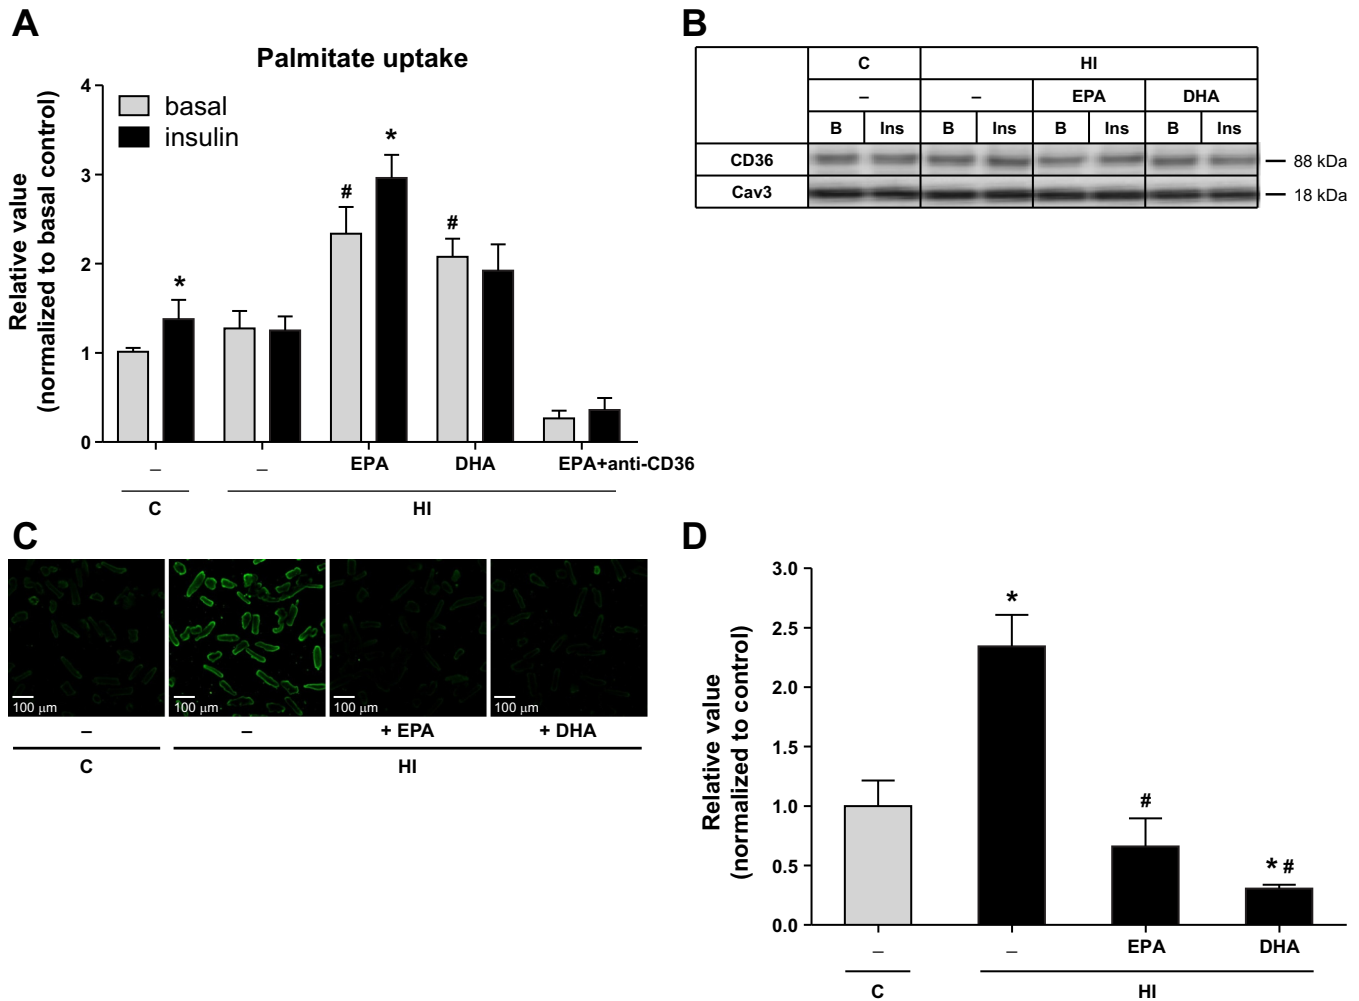 A
Palmitate uptake
Relative value
(normalized to basal control)
4
3
2
1
0
basal
insulin
*
#
*
#
– – EPA DHA EPA+anti-CD36
C HI
B
C HI
– – EPA DHA
B Ins B Ins B Ins B Ins
CD36 88 kDa
Cav3 18 kDa
C
100 μm 100 μm 100 μm 100 μm
– – + EPA + DHA
C HI
D
Relative value
(normalized to control)
3.0
2.5
2.0
1.5
1.0
0.5
0.0
*
#
* #
– – EPA DHA
C HI